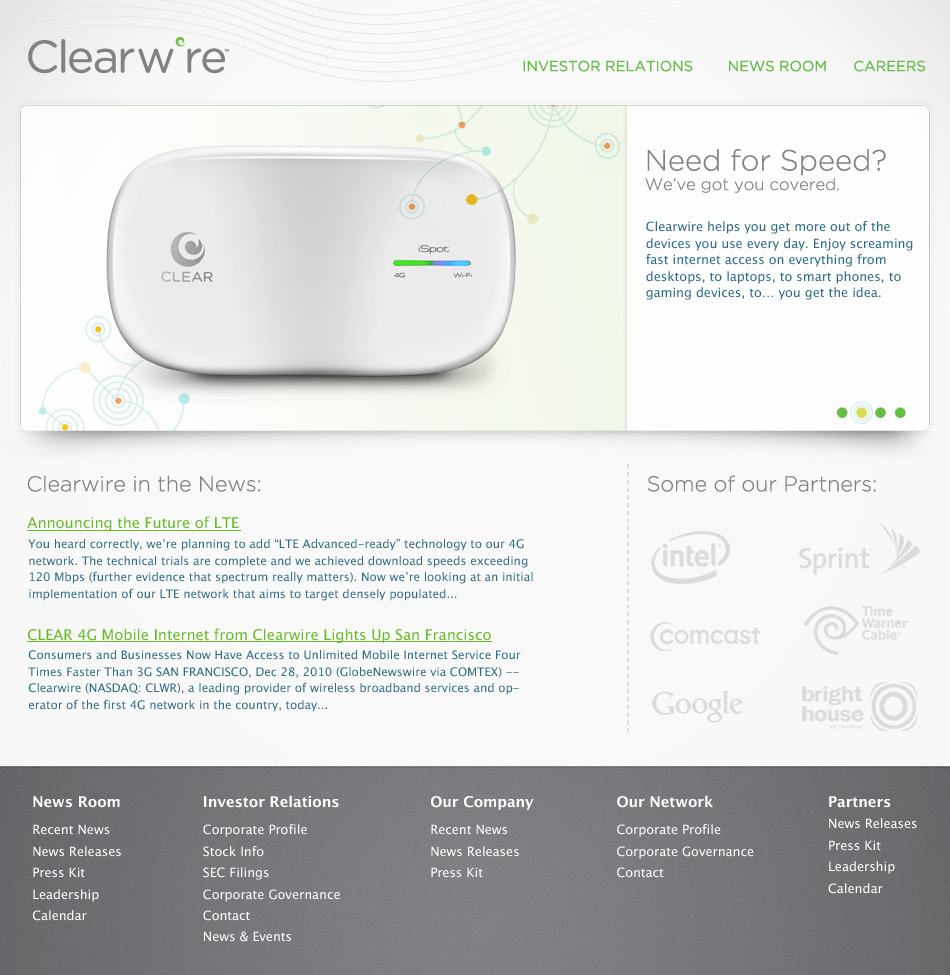 Clearwire™
INVESTOR RELATIONS NEWS ROOM CAREERS
CLEAR
iSpot
4G Wi-Fi
Need for Speed?
We've got you covered.
Clearwire helps you get more out of the
devices you use every day. Enjoy screaming
fast internet access on everything from
desktops, to laptops, to smart phones, to
gaming devices, to… you get the idea.
Clearwire in the News:
Announcing the Future of LTE
You heard correctly, we're planning to add “LTE Advanced-ready” technology to our 4G
network. The technical trials are complete and we achieved download speeds exceeding
120 Mbps (further evidence that spectrum really matters). Now we're looking at an initial
implementation of our LTE network that aims to target densely populated...
CLEAR 4G Mobile Internet from Clearwire Lights Up San Francisco
Consumers and Businesses Now Have Access to Unlimited Mobile Internet Service Four
Times Faster Than 3G SAN FRANCISCO, Dec 28, 2010 (GlobeNewswire via COMTEX) --
Clearwire (NASDAQ: CLWR), a leading provider of wireless broadband services and op-
erator of the first 4G network in the country, today...
Some of our Partners:
intel
Sprint
comcast
Time
Warner
Cable
Google
bright
house
networks
News Room
Recent News
News Releases
Press Kit
Leadership
Calendar
Investor Relations
Corporate Profile
Stock Info
SEC Filings
Corporate Governance
Contact
News & Events
Our Company
Recent News
News Releases
Press Kit
Our Network
Corporate Profile
Corporate Governance
Contact
Partners
News Releases
Press Kit
Leadership
Calendar